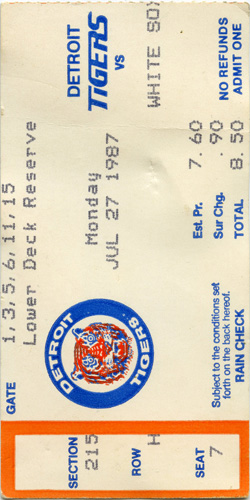 DETROIT
TIGERS
VS
WHITE SOX
NO REFUNDS
ADMIT ONE
1,3,5,6,11,15
Lower Deck Reserve
GATE
Monday
JUL 27 1987
Est. Pr. 7.60
Sur Chg. .90
TOTAL 8.50
DETROIT
TIGERS
Subject to the conditions set
forth on the back hereof.
RAIN CHECK
SECTION 215
ROW H
SEAT 7